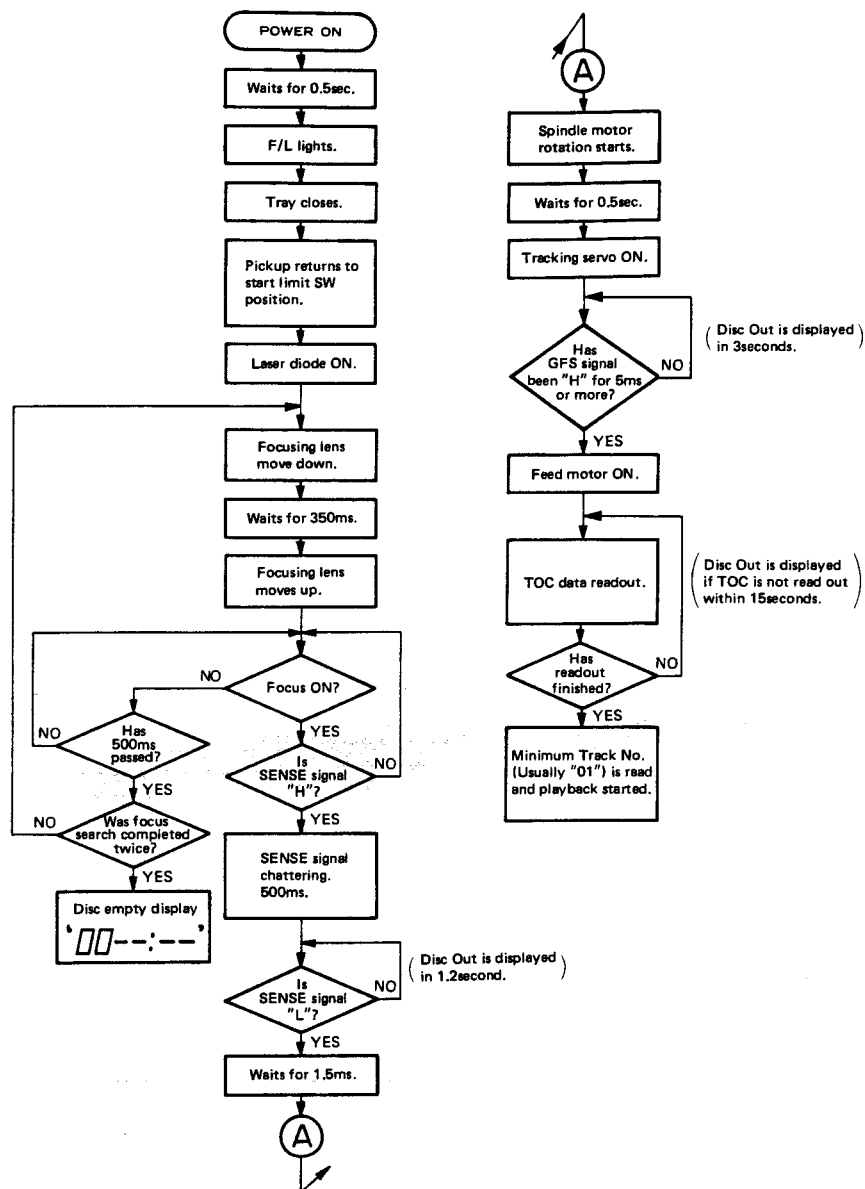 POWER ON
Waits for 0.5sec.
F/L lights.
Tray closes.
Pickup returns to
start limit SW
position.
Laser diode ON.
Focusing lens
move down.
Waits for 350ms.
Focusing lens
moves up.
Focus ON?
NO
YES
Has
500ms
passed?
NO
YES
Is
SENSE signal
"H"?
NO
YES
Was focus
search completed
twice?
NO
YES
Disc empty display
'00--:--'
SENSE signal
chattering.
500ms.
Is
SENSE signal
"L"?
NO
(Disc Out is displayed
in 1.2second.)
YES
Waits for 1.5ms.
A
A
Spindle motor
rotation starts.
Waits for 0.5sec.
Tracking servo ON.
Has
GFS signal
been "H" for 5ms
or more?
NO
(Disc Out is displayed
in 3seconds.)
YES
Feed motor ON.
TOC data readout.
(Disc Out is displayed
if TOC is not read out
within 15seconds.)
Has
readout
finished?
NO
YES
Minimum Track No.
(Usually "01") is read
and playback started.